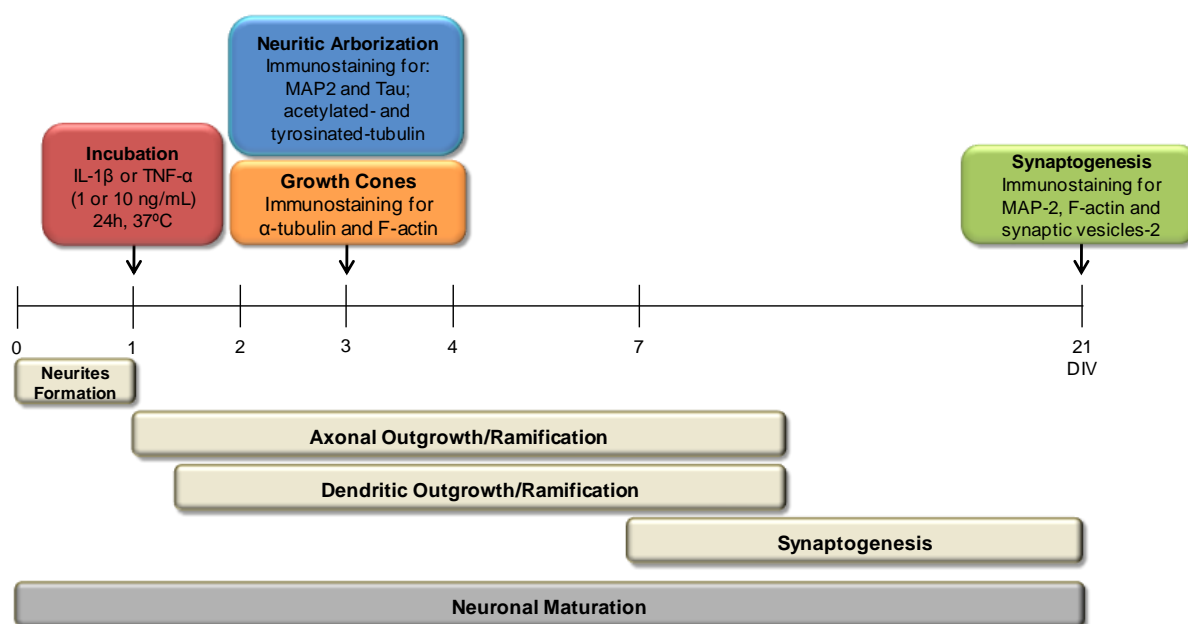 Neuritic Arborization
Immunostaining for:
MAP2 and Tau;
acetylated- and
tyrosinated-tubulin
Incubation
IL-1β or TNF-α
(1 or 10 ng/mL)
24h, 37ºC
Growth Cones
Immunostaining for
α-tubulin and F-actin
Synaptogenesis
Immunostaining for
MAP-2, F-actin and
synaptic vesicles-2
0 1 2 3 4 7 21
DIV
Neurites
Formation
Axonal Outgrowth/Ramification
Dendritic Outgrowth/Ramification
Synaptogenesis
Neuronal Maturation